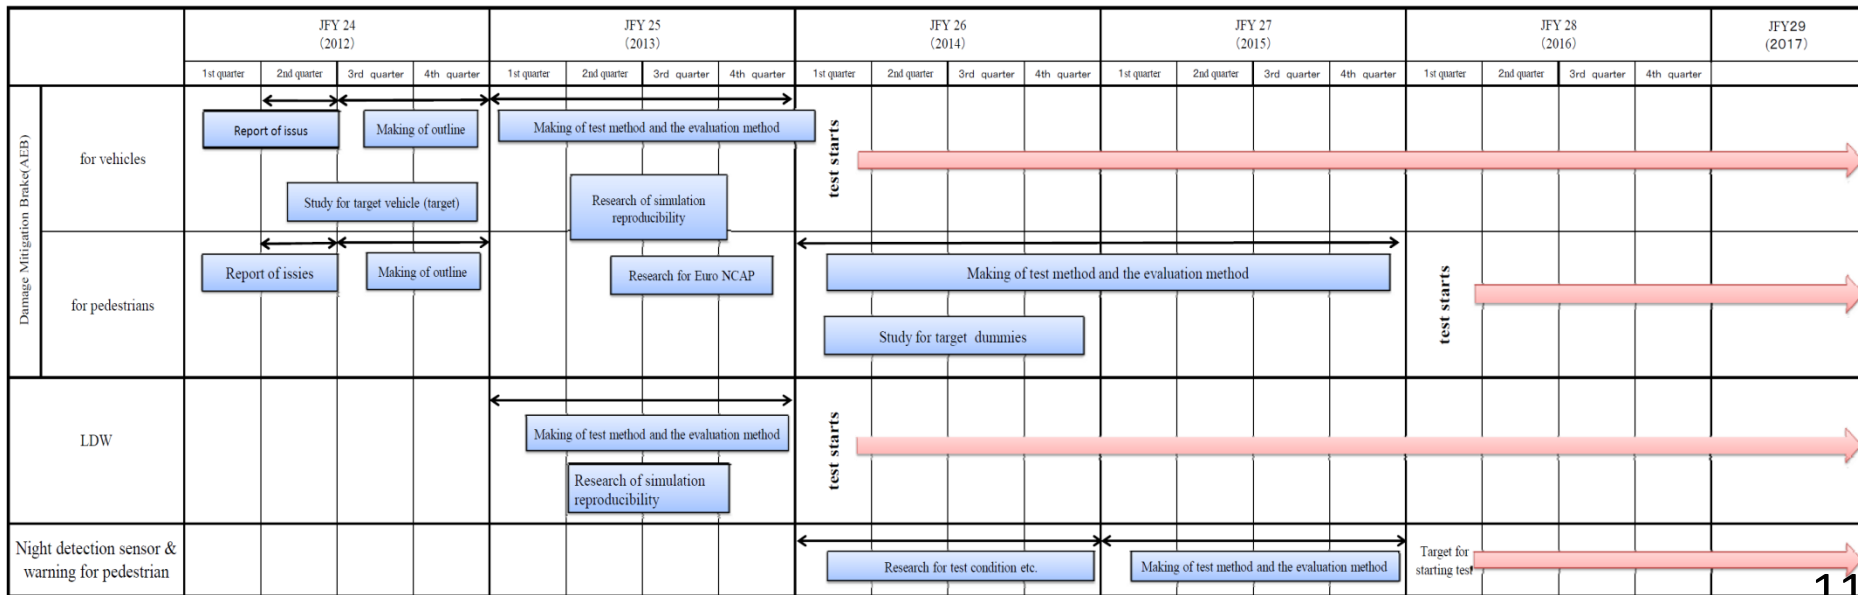 JFY 24
(2012)
JFY 25
(2013)
JFY 26
(2014)
JFY 27
(2015)
JFY 28
(2016)
JFY29
(2017)
1st quarter
2nd quarter
3rd quarter
4th quarter
1st quarter
2nd quarter
3rd quarter
4th quarter
1st quarter
2nd quarter
3rd quarter
4th quarter
1st quarter
2nd quarter
3rd quarter
4th quarter
1st quarter
2nd quarter
3rd quarter
4th quarter
Damage Mitigation Brake(AEB)
for vehicles
Report of issus
Making of outline
Making of test method and the evaluation method
Study for target vehicle (target)
Research of simulation
reproducibility
test starts
for pedestrians
Report of issies
Making of outline
Research for Euro NCAP
Making of test method and the evaluation method
Study for target dummies
test starts
LDW
Making of test method and the evaluation method
Research of simulation
reproducibility
test starts
Night detection sensor &
warning for pedestrian
Research for test condition etc.
Making of test method and the evaluation method
Target for
starting test
11